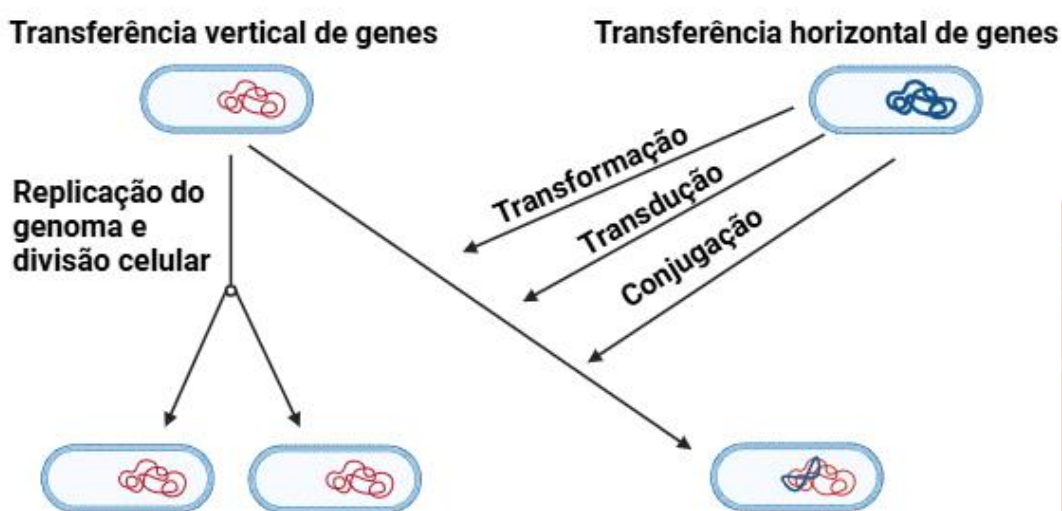 Transferência vertical de genes
Transferência horizontal de genes
Replicação do
genoma e
divisão celular
Transformação
Transdução
Conjugação